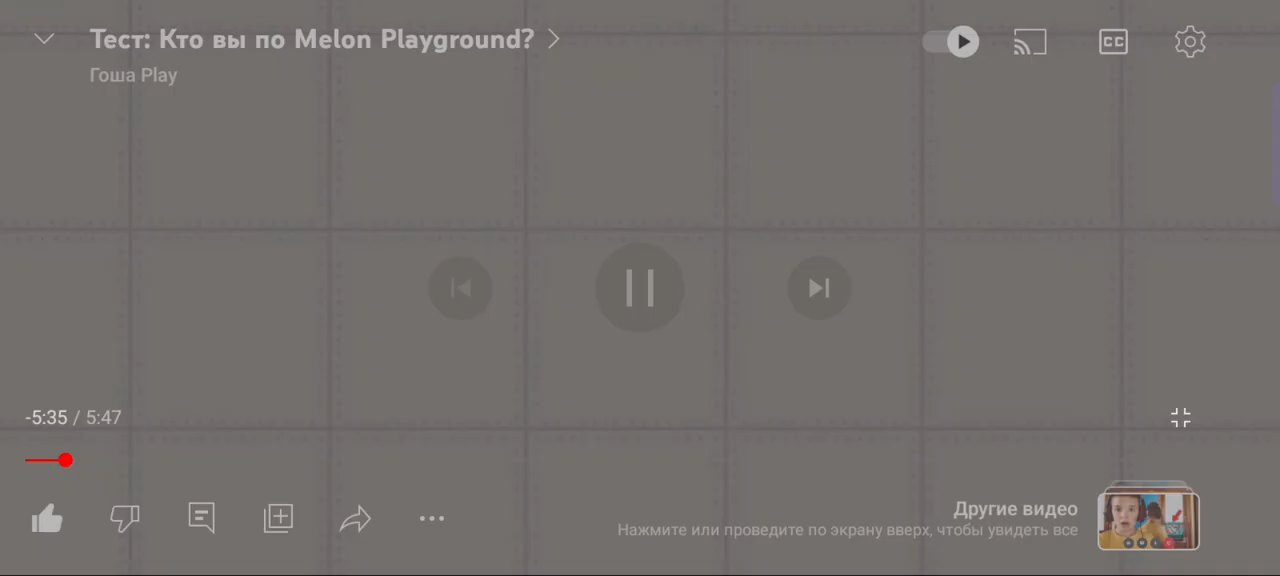 Тест: Кто вы по Melon Playground?
Гоша Play
CC
-5:35 / 5:47
Другие видео
Нажмите или проведите по экрану вверх, чтобы увидеть все